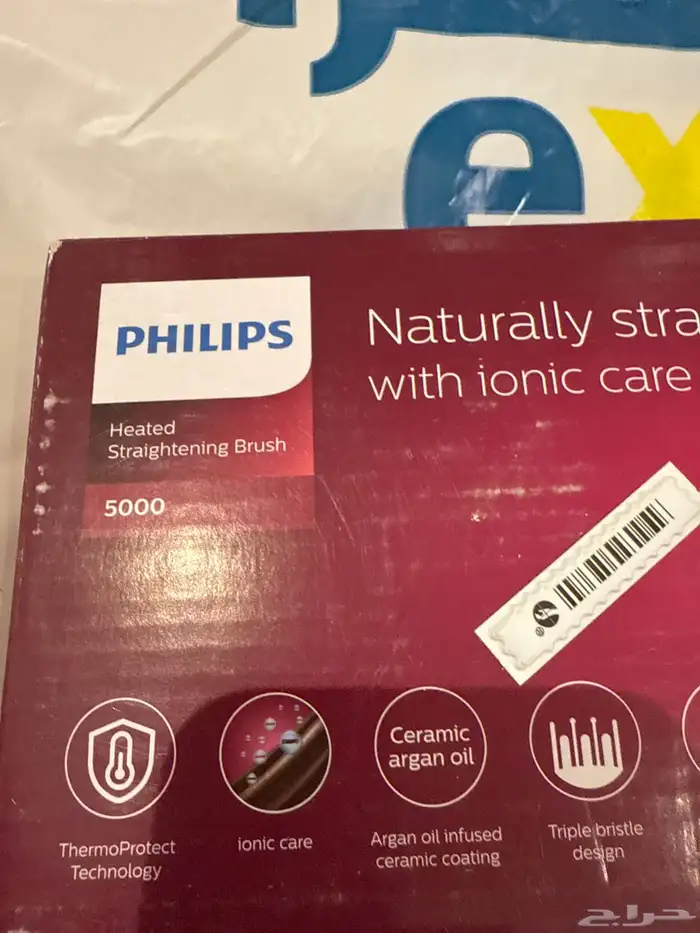 ex
PHILIPS
Heated
Straightening Brush
5000
Naturally stra
with ionic care
Ceramic
argan oil
ThermoProtect
Technology
ionic care
Argan oil infused
ceramic coating
Triple bristle
design
حراج